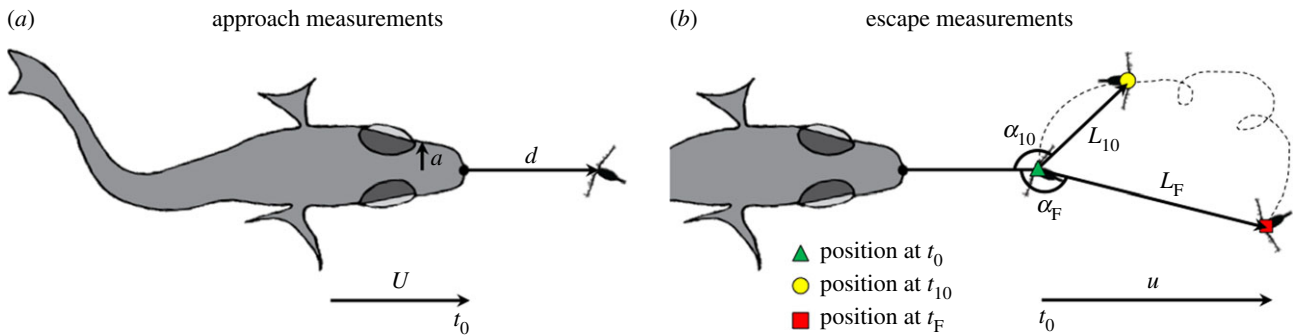 (a) approach measurements
a
d
U
t0
(b) escape measurements
α10
L10
LF
αF
position at t0
position at t10
position at tF
u
t0